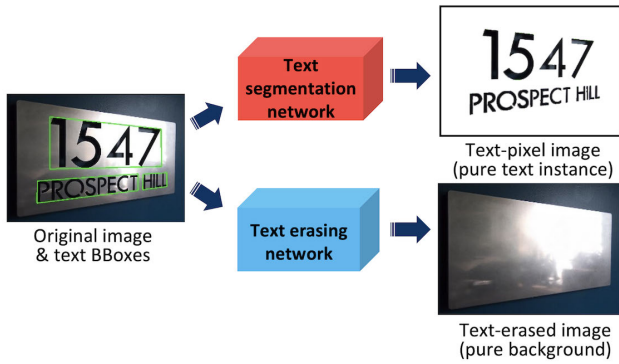 1547
PROSPECT HILL
Original image
& text BBoxes
Text
segmentation
network
Text erasing
network
1547
PROSPECT HILL
Text-pixel image
(pure text instance)
Text-erased image
(pure background)